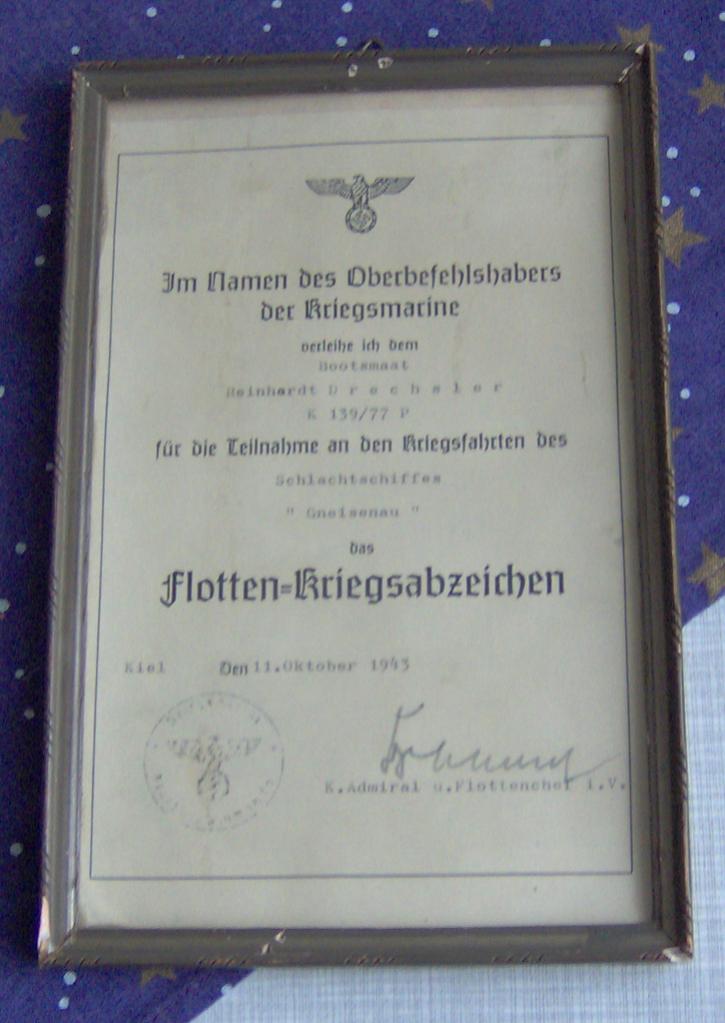 Im Namen des Oberbefehlshabers
der Kriegsmarine
verleihe ich dem
Bootsmaat
Reinhardt Drechsler
K 139/77 P
für die Teilnahme an den Kriegsfahrten des
Schlachtschiffes
" Gneisenau "
das
Flotten=Kriegsabzeichen
Kiel Den 11.Oktober 1943
K.Admiral u.Flottenchef i.V.